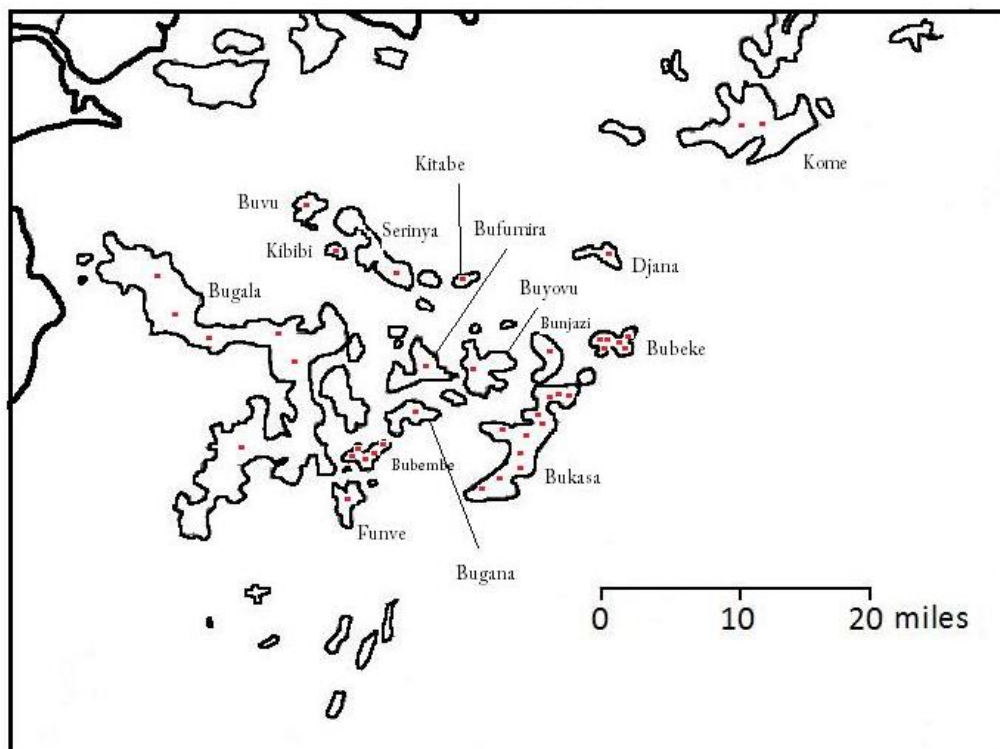 Kome
Kitabe
Buvu
Serinya
Bufumira
Kibibi
Djana
Bugala
Buyovu
Bunjazi
Bubeke
Bubembe
Bukasa
Funve
Bugana
0 10 20 miles